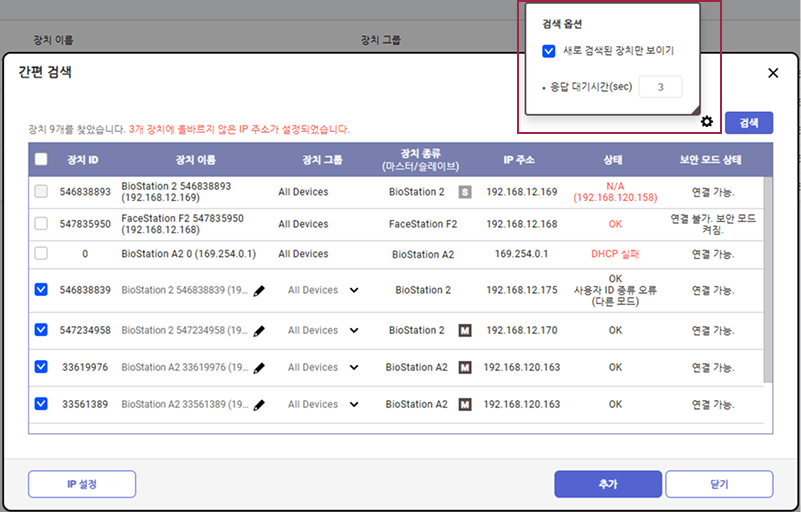 장치 이름
장치 그룹
검색 옵션
새로 검색된 장치만 보이기
• 응답 대기시간(sec)
3
간편 검색
장치 9개를 찾았습니다. 3개 장치에 올바르지 않은 IP 주소가 설정되었습니다.
검색
장치 ID
장치 이름
장치 그룹
장치 종류
(마스터/슬레이브)
IP 주소
상태
보안 모드 상태
546838893
BioStation 2 546838893
(192.168.12.169)
All Devices
BioStation 2
S
192.168.12.169
N/A
(192.168.120.158)
연결 가능.
547835950
FaceStation F2 547835950
(192.168.12.168)
All Devices
FaceStation F2
192.168.12.168
OK
연결 불가. 보안 모드
켜짐.
0
BioStation A2 0 (169.254.0.1)
All Devices
BioStation A2
169.254.0.1
DHCP 실패
연결 가능.
546838839
BioStation 2 546838839 (19...
All Devices
BioStation 2
192.168.12.175
OK
사용자 ID 종류 오류
(다른 모드)
연결 가능.
547234958
BioStation 2 547234958 (19...
All Devices
BioStation 2
M
192.168.12.170
OK
연결 가능.
33619976
BioStation A2 33619976 (19...
All Devices
BioStation A2
M
192.168.120.163
OK
연결 가능.
33561389
BioStation A2 33561389 (19...
All Devices
BioStation A2
M
192.168.120.163
OK
연결 가능.
IP 설정
추가
닫기